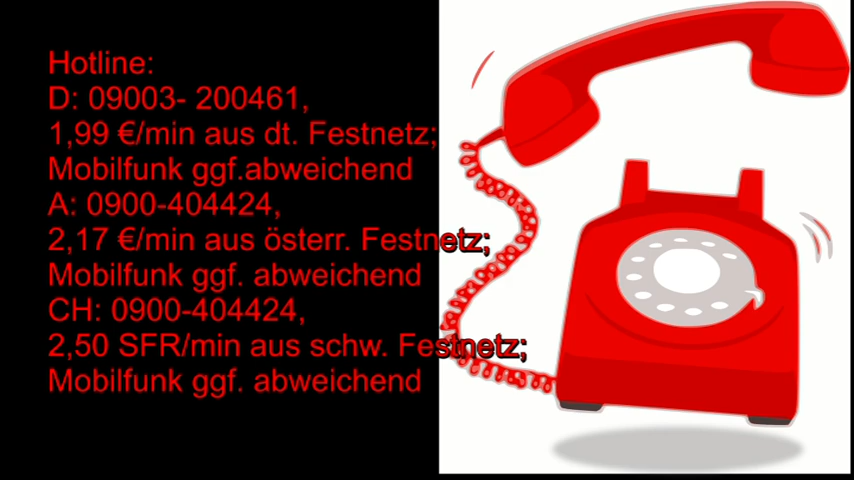 Hotline:
D: 09003- 200461,
1,99 €/min aus dt. Festnetz;
Mobilfunk ggf.abweichend
A: 0900-404424,
2,17 €/min aus österr. Festnetz;
Mobilfunk ggf. abweichend
CH: 0900-404424,
2,50 SFR/min aus schw. Festnetz;
Mobilfunk ggf. abweichend